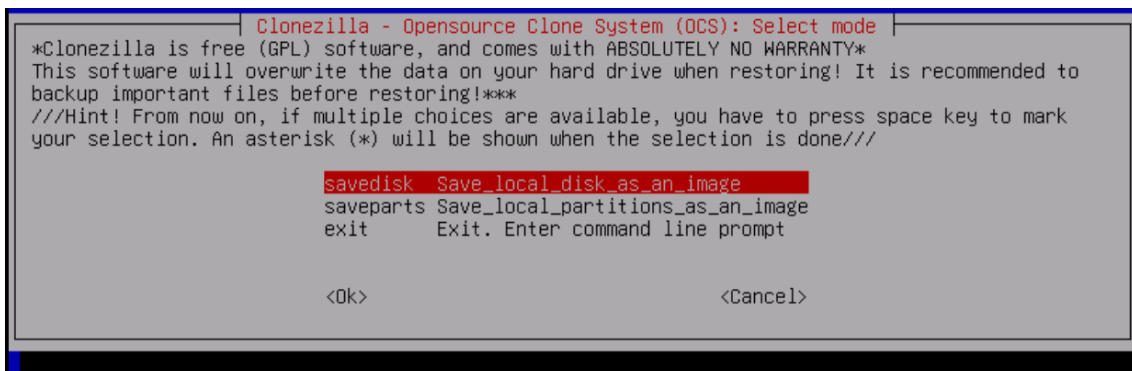 Clonezilla - Opensource Clone System (OCS): Select mode
*Clonezilla is free (GPL) software, and comes with ABSOLUTELY NO WARRANTY*
This software will overwrite the data on your hard drive when restoring! It is recommended to
backup important files before restoring!***
///Hint! From now on, if multiple choices are available, you have to press space key to mark
your selection. An asterisk (*) will be shown when the selection is done///
savedisk Save_local_disk_as_an_image
saveparts Save_local_partitions_as_an_image
exit Exit. Enter command line prompt
<Ok> <Cancel>